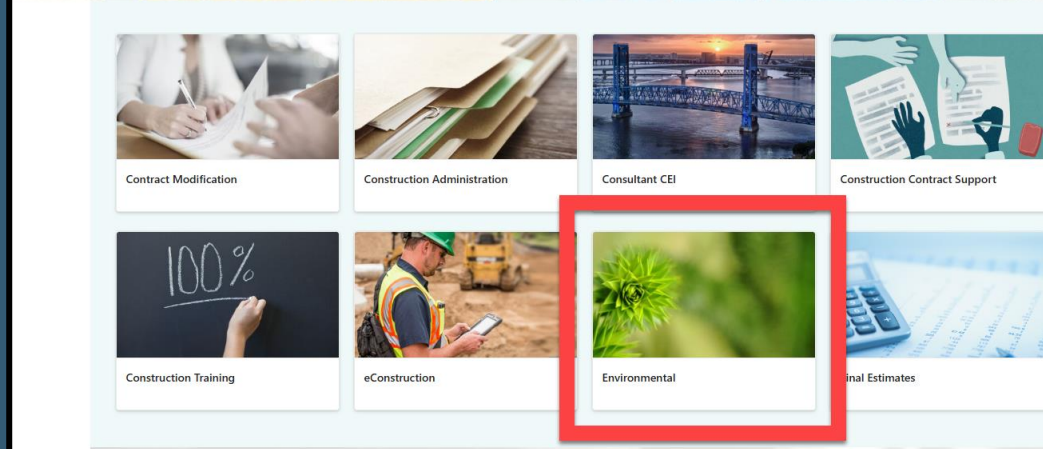 Contract Modification
Construction Administration
Consultant CEI
Construction Contract Support
100%
Construction Training
eConstruction
Environmental
inal Estimates